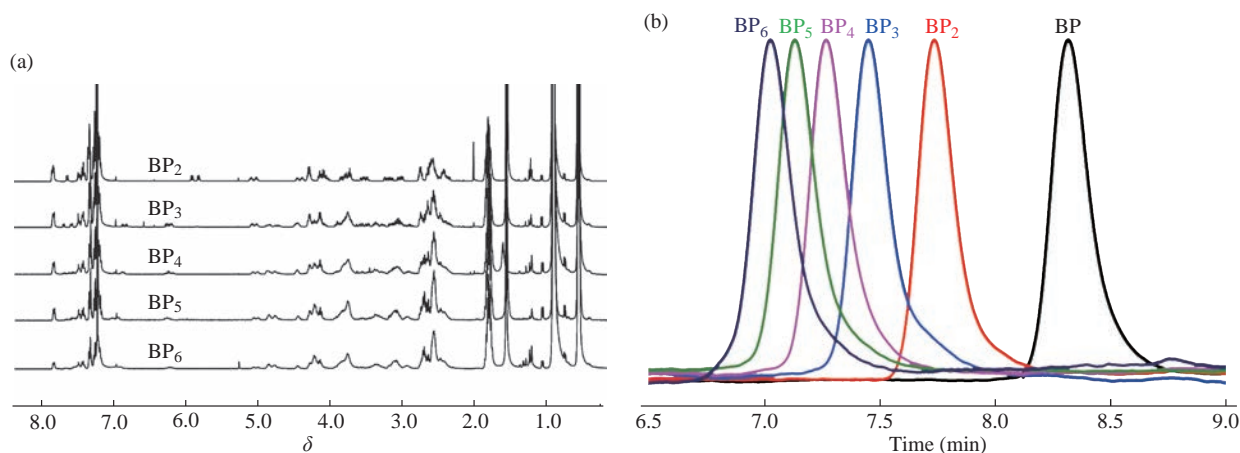 (a)
BP₂
BP₃
BP₄
BP₅
BP₆
8.0 7.0 6.0 5.0 4.0 3.0 2.0 1.0
δ
(b)
BP₆ BP₅ BP₄ BP₃ BP₂ BP
6.5 7.0 7.5 8.0 8.5 9.0
Time (min)